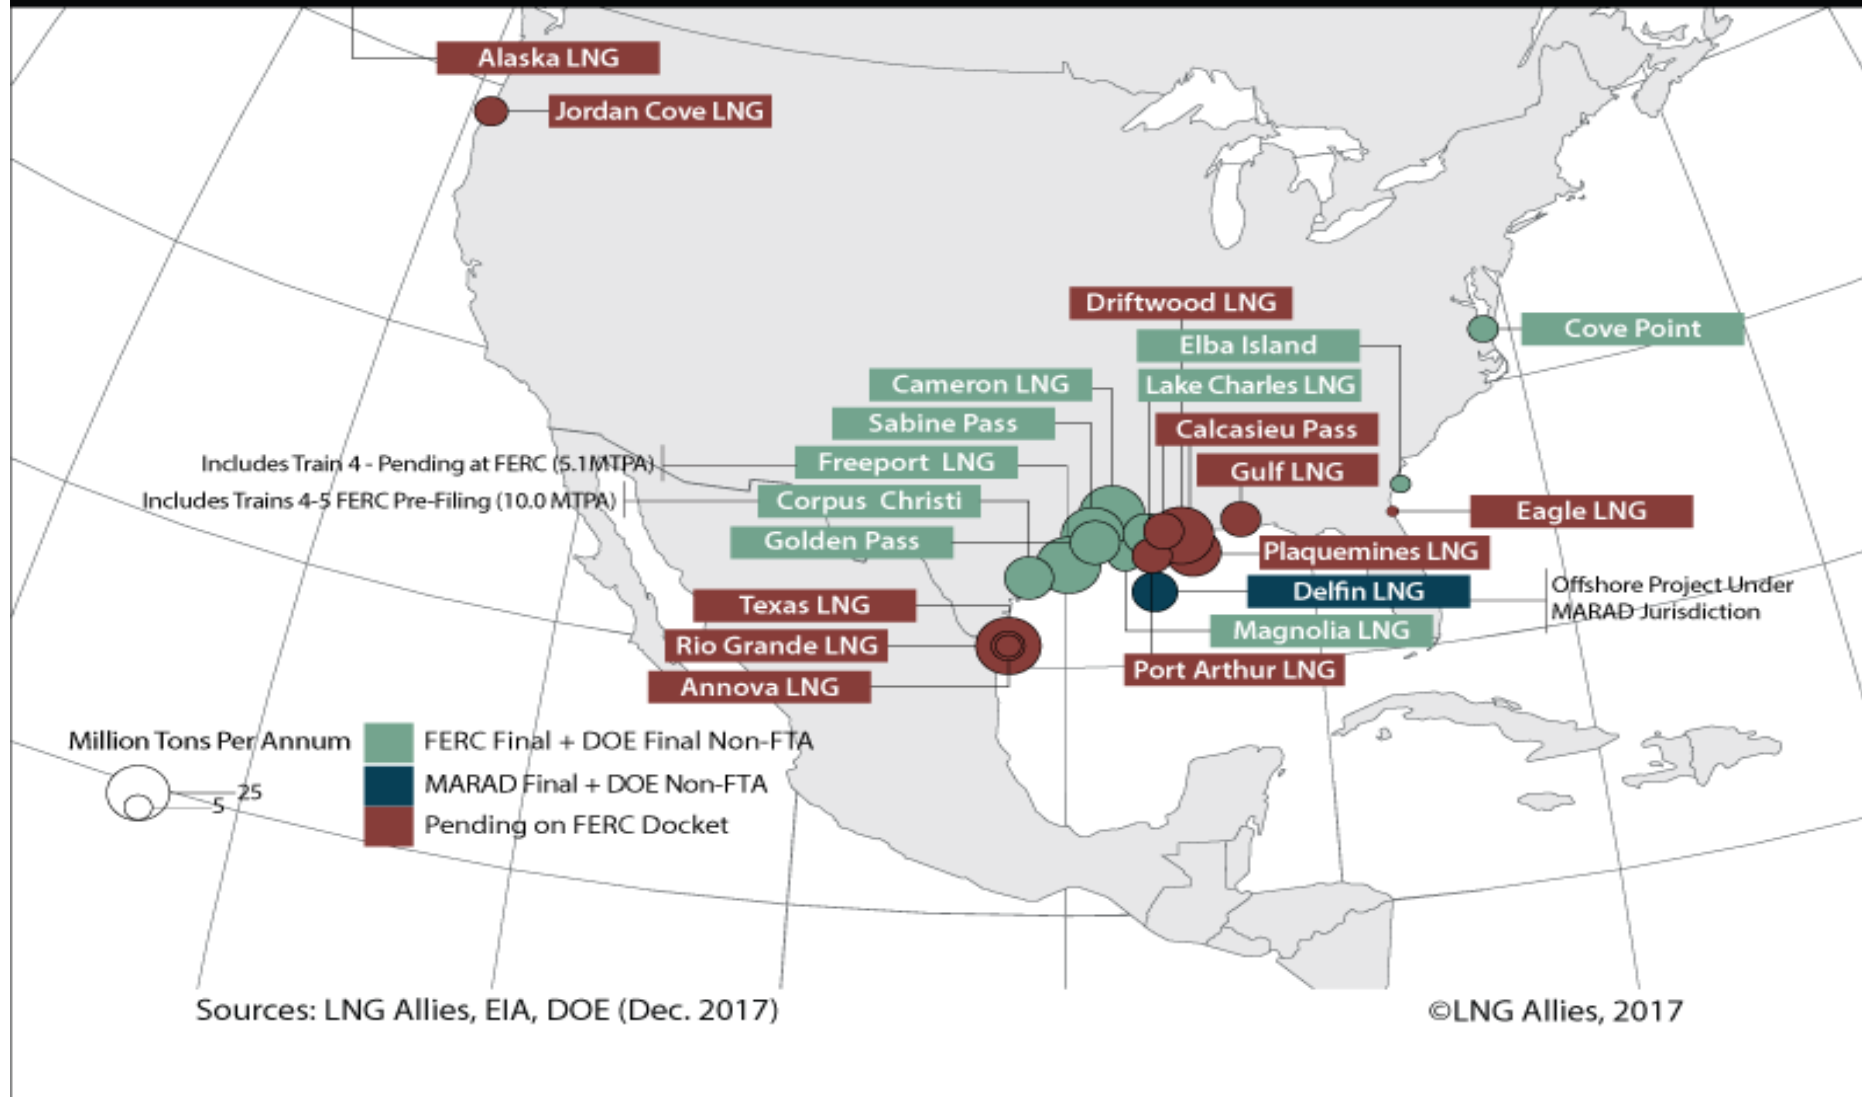 Alaska LNG
Jordan Cove LNG
Driftwood LNG
Cove Point
Elba Island
Cameron LNG
Lake Charles LNG
Sabine Pass
Calcasieu Pass
Includes Train 4 - Pending at FERC (5.1MTPA)
Freeport LNG
Gulf LNG
Includes Trains 4-5 FERC Pre-Filing (10.0 MTPA)
Corpus Christi
Eagle LNG
Golden Pass
Plaquemines LNG
Delfin LNG
Offshore Project Under
MARAD Jurisdiction
Texas LNG
Magnolia LNG
Rio Grande LNG
Port Arthur LNG
Annova LNG
Million Tons Per Annum
25
5
FERC Final + DOE Final Non-FTA
MARAD Final + DOE Non-FTA
Pending on FERC Docket
Sources: LNG Allies, EIA, DOE (Dec. 2017)
©LNG Allies, 2017